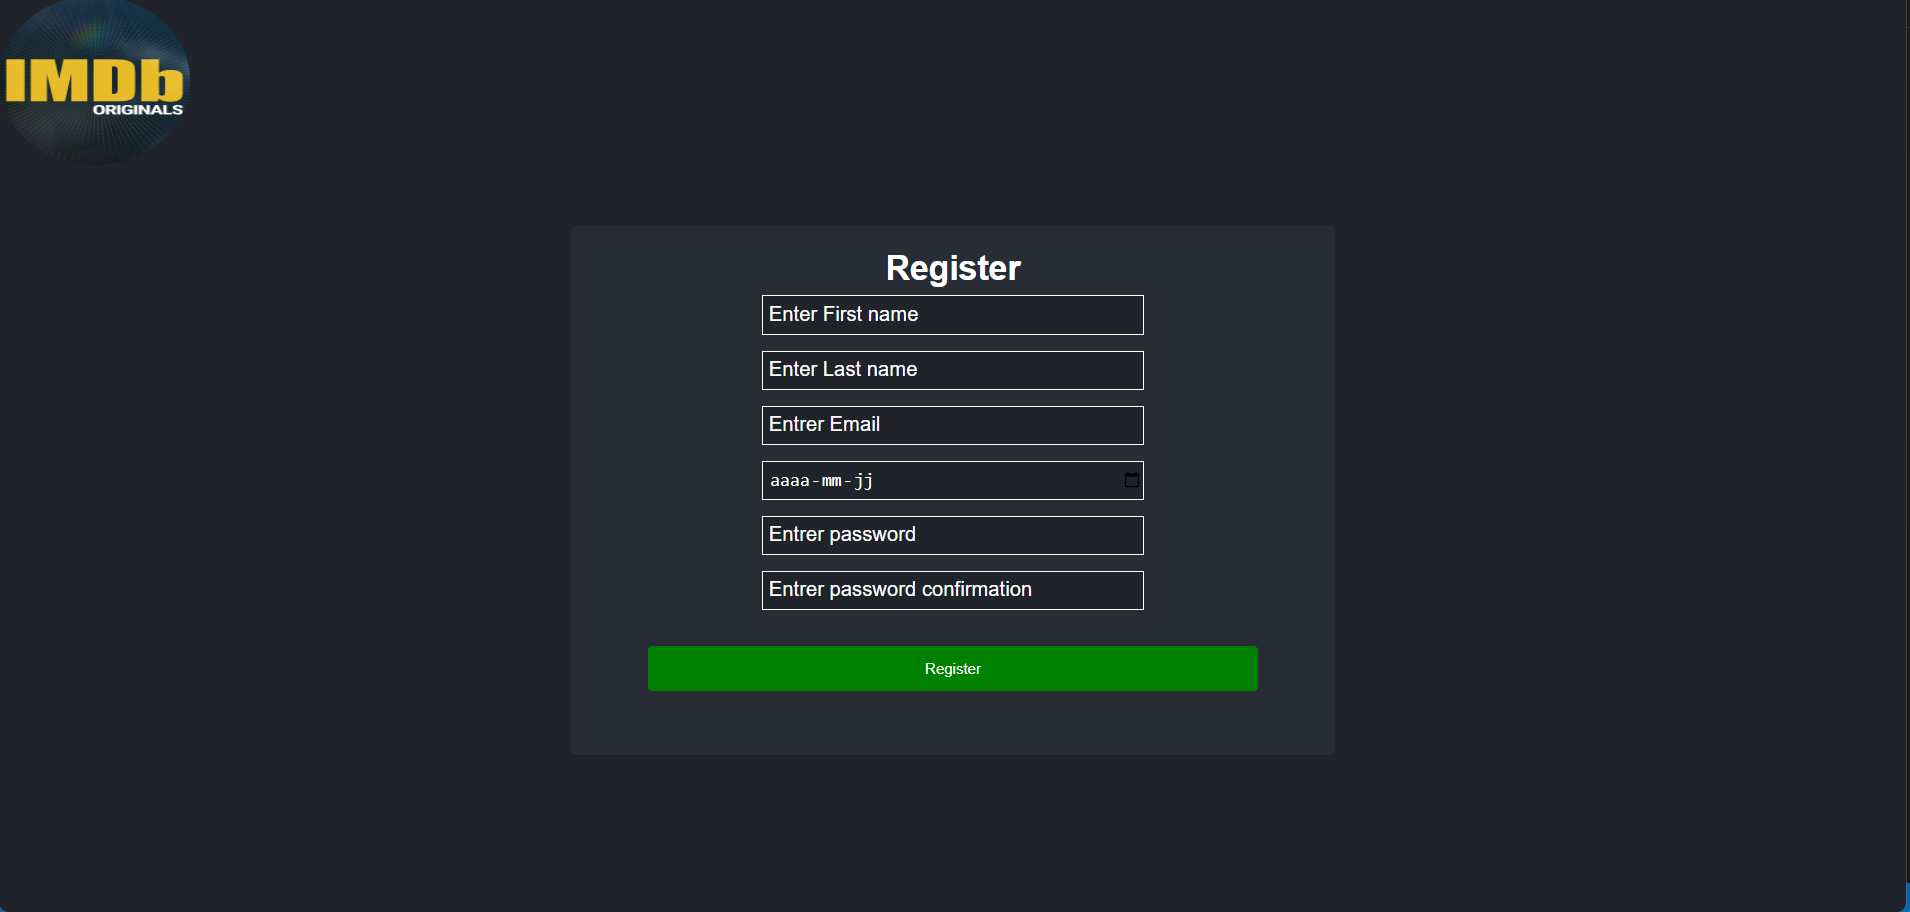 IMDb
ORIGINALS
Register
Enter First name
Enter Last name
Entrer Email
aaaa-mm-jj
Entrer password
Entrer password confirmation
Register